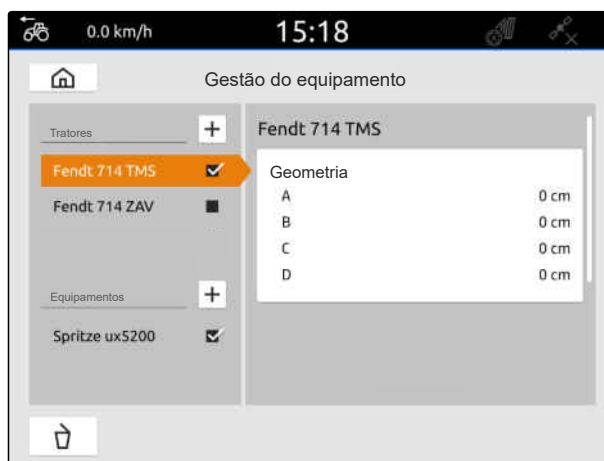 0.0 km/h
15:18
Gestão do equipamento
Tratores
Fendt 714 TMS
Fendt 714 ZAV
Equipamentos
Spritze ux5200
Fendt 714 TMS
Geometria
A 0 cm
B 0 cm
C 0 cm
D 0 cm